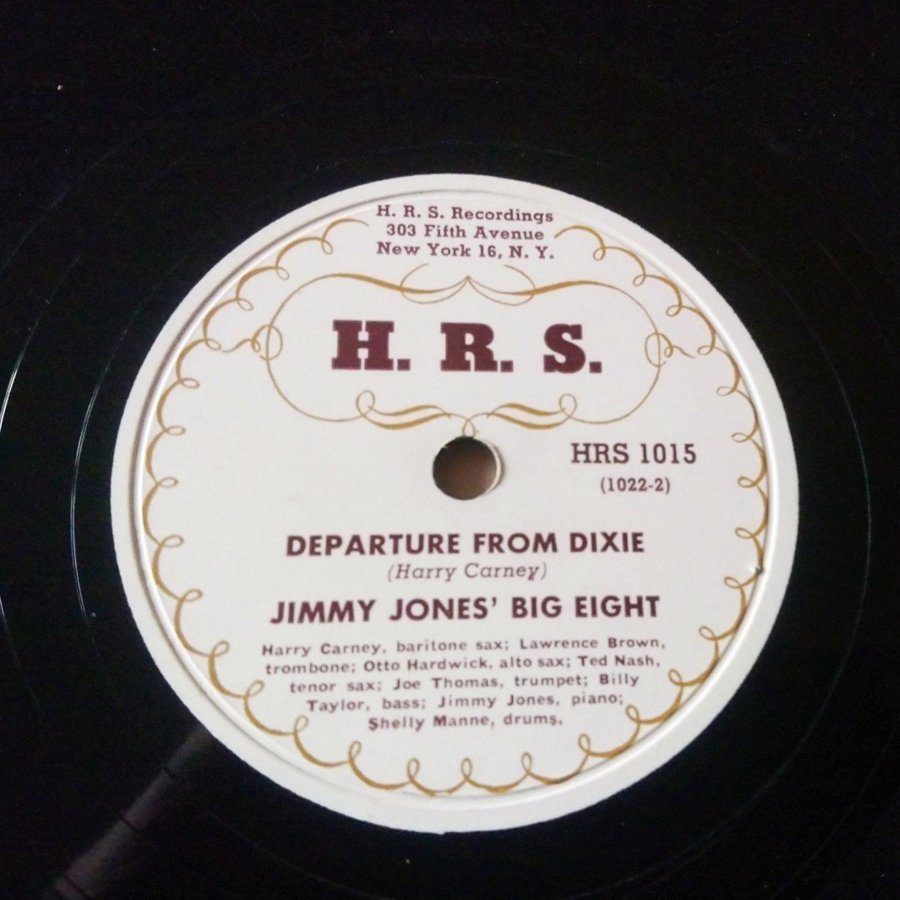 H. R. S. Recordings
303 Fifth Avenue
New York 16, N. Y.
H. R. S.
HRS 1015
(1022-2)
DEPARTURE FROM DIXIE
(Harry Carney)
JIMMY JONES' BIG EIGHT
Harry Carney, baritone sax; Lawrence Brown,
trombone; Otto Hardwick, alto sax; Ted Nash,
tenor sax; Joe Thomas, trumpet; Billy
Taylor, bass; Jimmy Jones, piano;
Shelly Manne, drums.